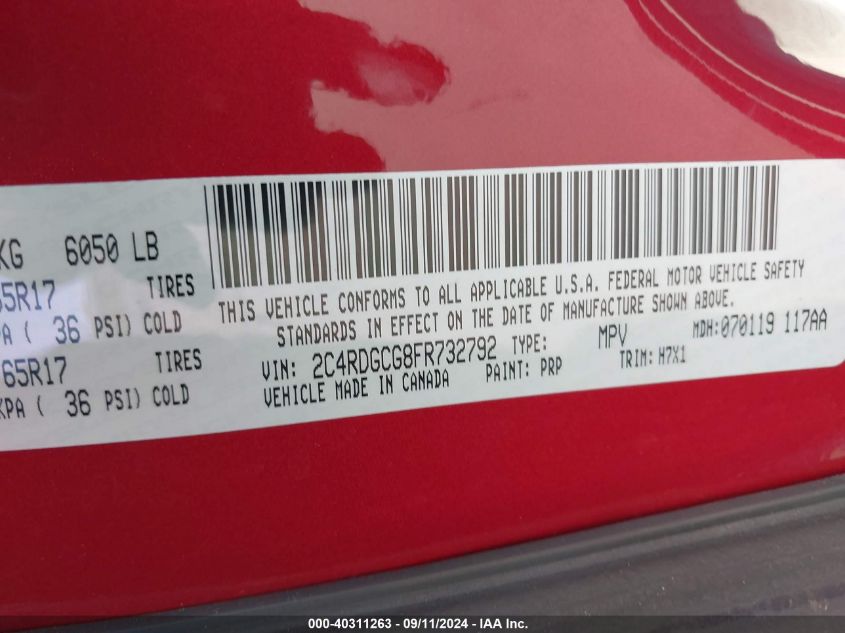 KG 6050 LB
65R17 TIRES
KPA ( 36 PSI) COLD
65R17 TIRES
KPA ( 36 PSI) COLD
THIS VEHICLE CONFORMS TO ALL APPLICABLE U.S.A. FEDERAL MOTOR VEHICLE SAFETY
STANDARDS IN EFFECT ON THE DATE OF MANUFACTURE SHOWN ABOVE.
VIN: 2C4RDGCG8FR732792 TYPE: MPV MDH:070119 117AA
VEHICLE MADE IN CANADA PAINT: PRP TRIM: H7X1
000-40311263 - 09/11/2024 - IAA Inc.